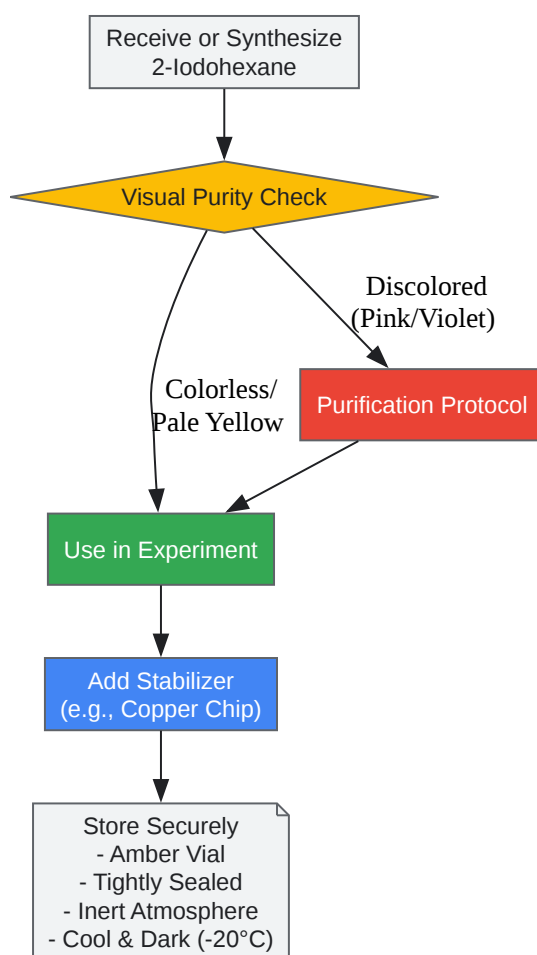 Receive or Synthesize
2-Iodohexane
Visual Purity Check
Discolored
(Pink/Violet)
Colorless/
Pale Yellow
Purification Protocol
Use in Experiment
Add Stabilizer
(e.g., Copper Chip)
Store Securely
- Amber Vial
- Tightly Sealed
- Inert Atmosphere
- Cool & Dark (-20°C)